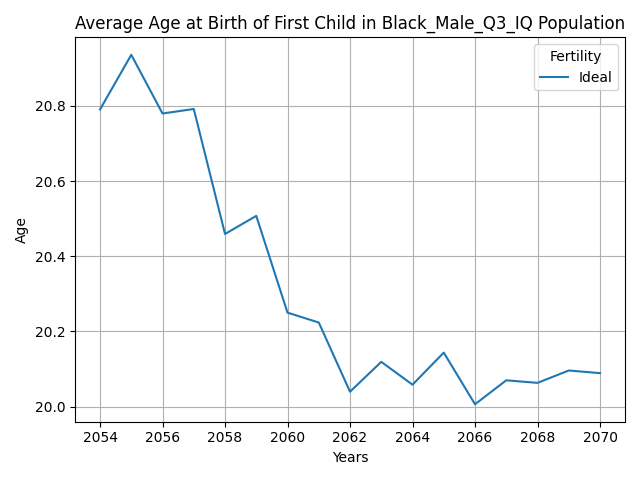 Average Age at Birth of First Child in Black_Male_Q3_IQ Population
Fertility
Ideal
20.8
20.6
20.4
20.2
20.0
Age
2054 2056 2058 2060 2062 2064 2066 2068 2070
Years